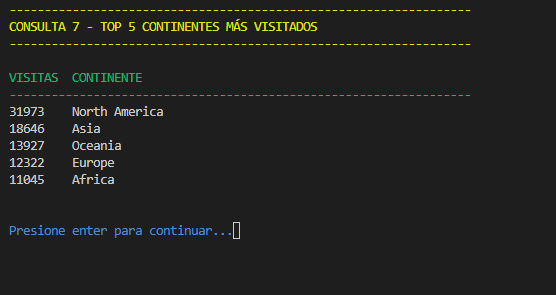 ------------------------------------------------------------------
CONSULTA 7 - TOP 5 CONTINENTES MÁS VISITADOS
------------------------------------------------------------------
VISITAS  CONTINENTE
------------------------------------------------------------------
31973    North America
18646    Asia
13927    Oceania
12322    Europe
11045    Africa
Presione enter para continuar...